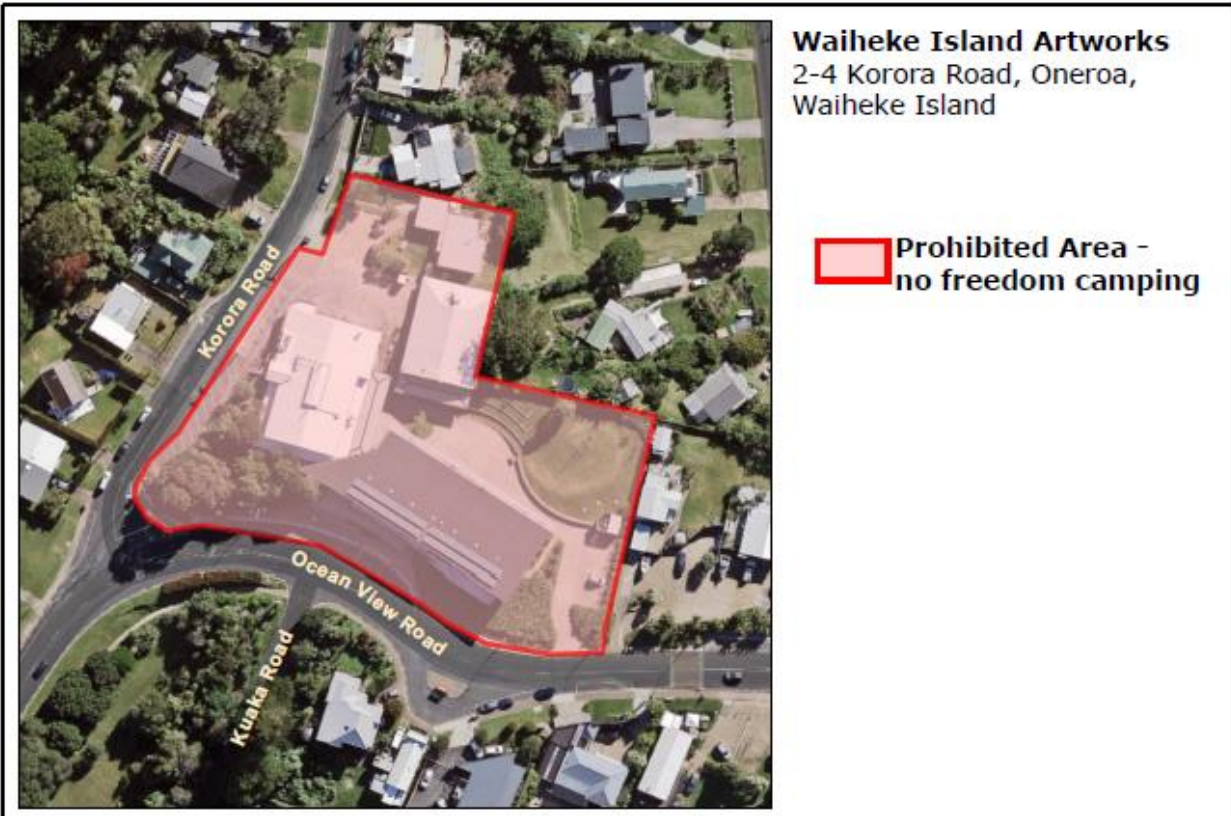 Waiheke Island Artworks
2-4 Korora Road, Oneroa,
Waiheke Island
Prohibited Area -
no freedom camping
Korora Road
Ocean View Road
Kuaka Road